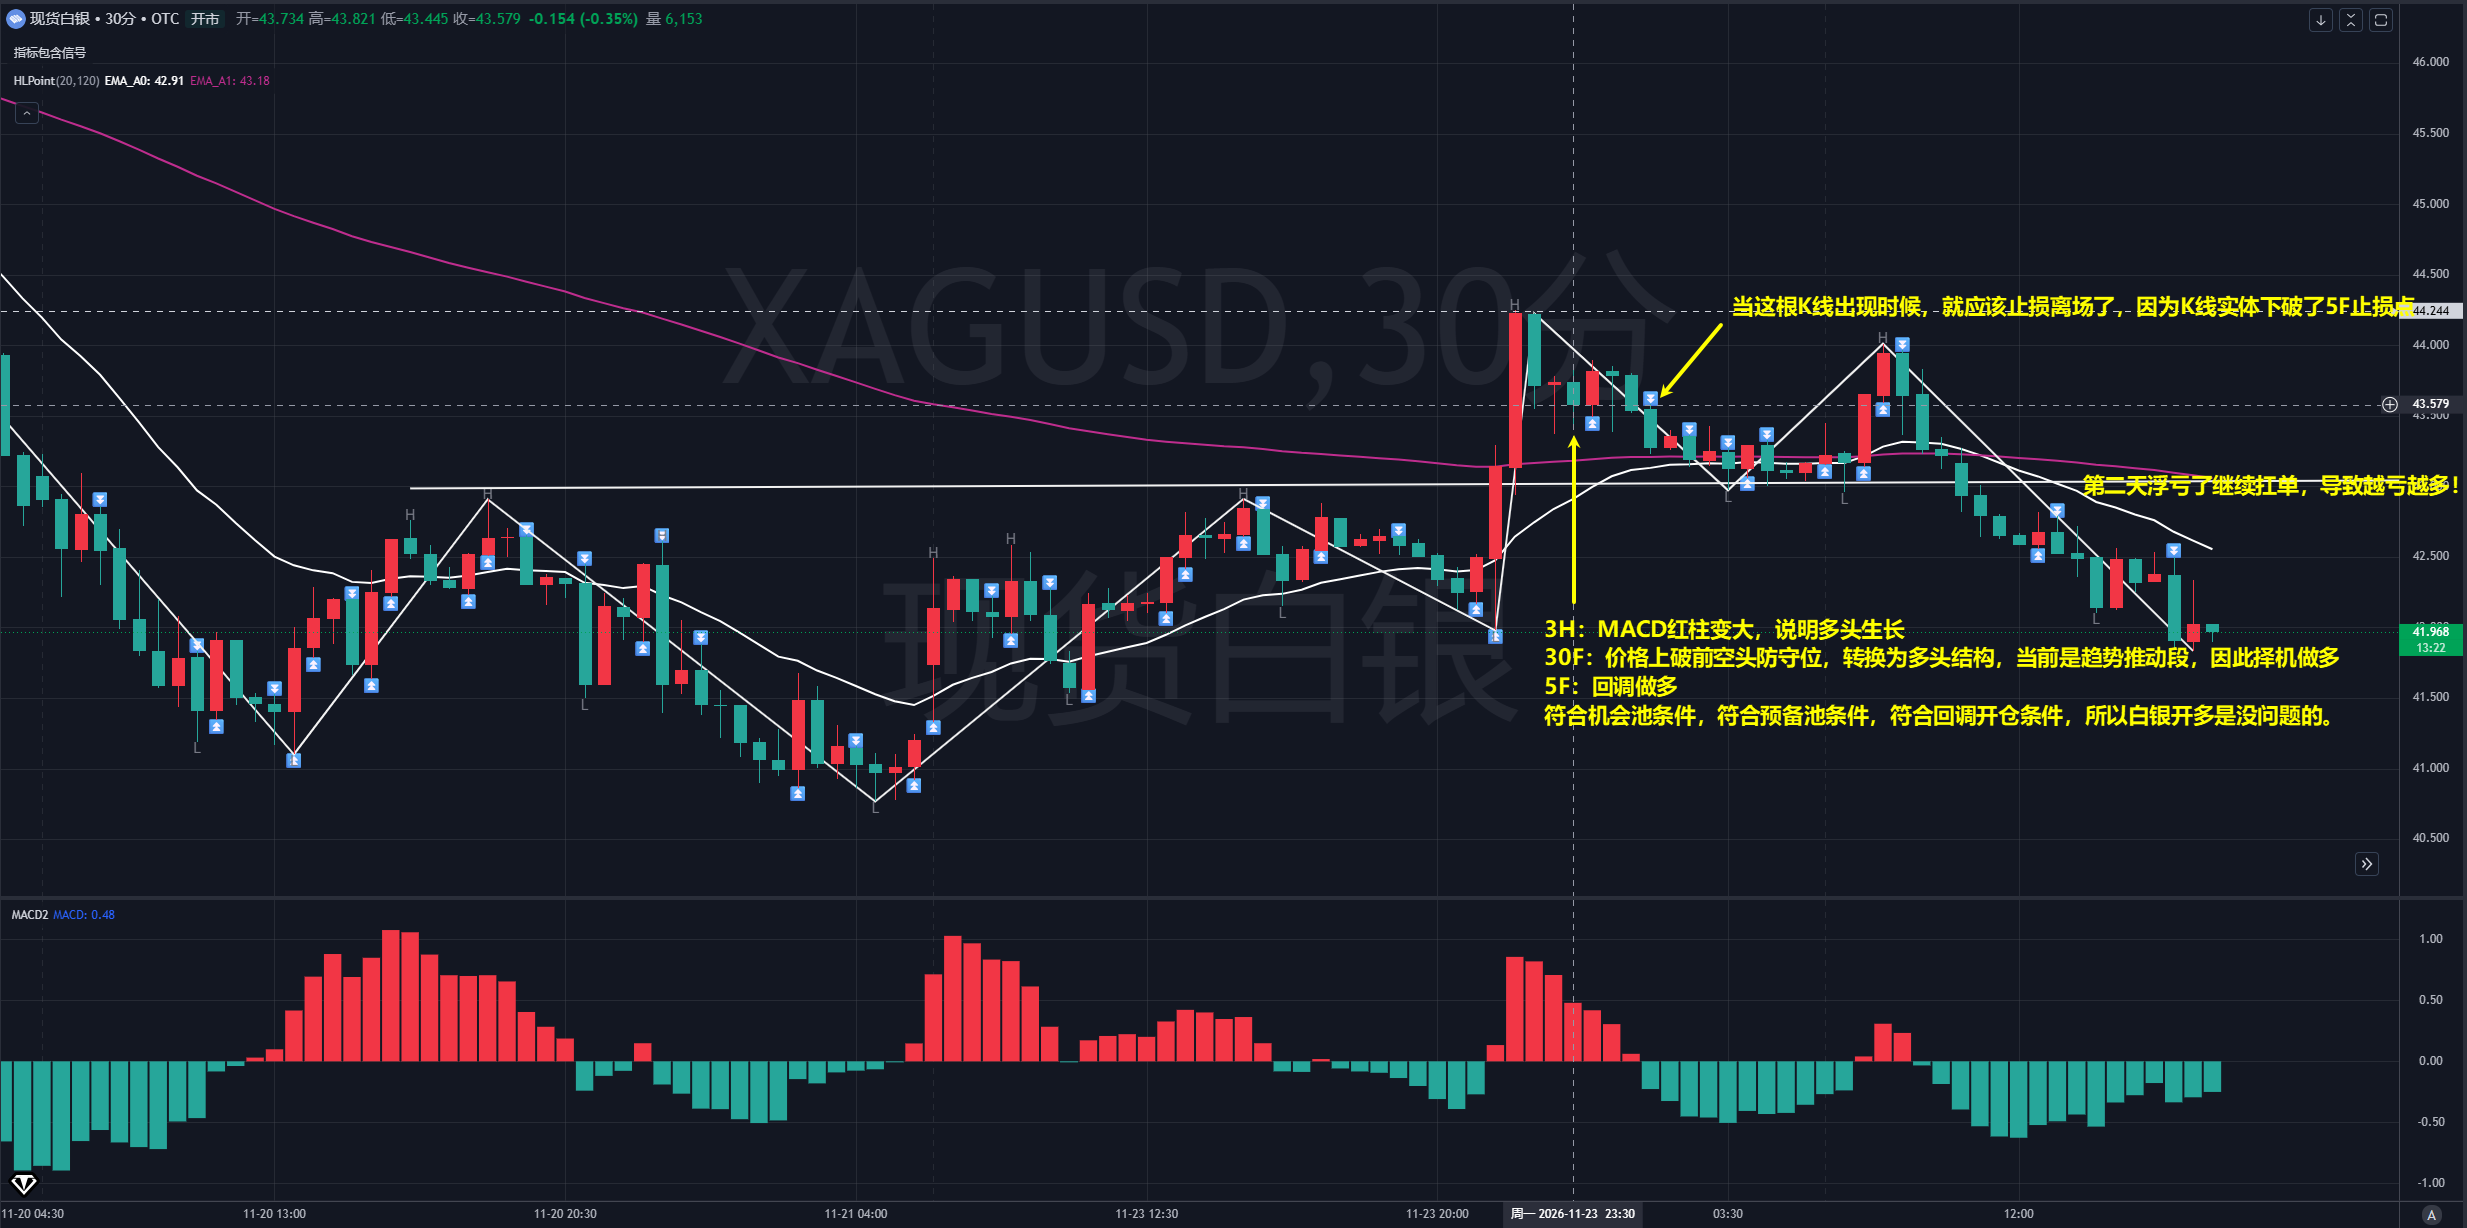 现货白银 • 30分 • OTC 开市 开=43.734 高=43.821 低=43.445 收=43.579 -0.154 (-0.35%) 量 6,153
指标包含信号
HLPoint(20,120) EMA_A0: 42.91 EMA_A1: 43.18
XAGUSD, 30分
现货白银
46.000
45.500
45.000
44.500
当这根K线出现时候，就应该止损离场了，因为K线实体下破了5F止损点
44.244
44.000
43.579
43.500
第二天浮亏了继续扛单，导致越亏越多！
42.500
41.968
13:22
3H：MACD红柱变大，说明多头生长
30F：价格上破前空头防守位，转换为多头结构，当前是趋势推动段，因此择机做多
5F：回调做多
符合机会池条件，符合预备池条件，符合回调开仓条件，所以白银开多是没问题的。
41.500
41.000
40.500
H
H
H
H
H
H
H
L
L
L
L
L
L
L
L
MACD2 MACD: 0.48
1.00
0.50
0.00
-0.50
-1.00
11-20 04:30
11-20 13:00
11-20 20:30
11-21 04:00
11-23 12:30
11-23 20:00
周一 2026-11-23 23:30
03:30
12:00
A